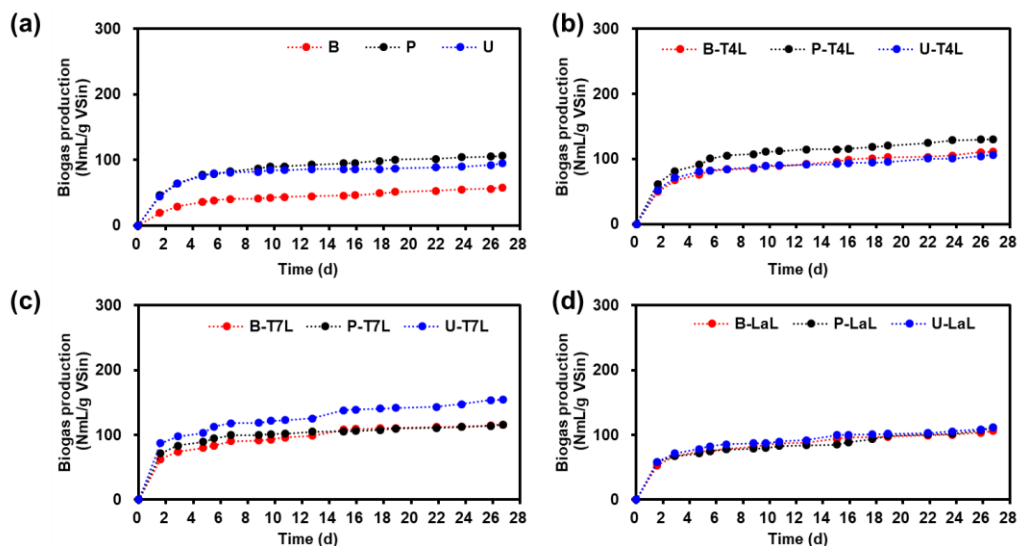 (a)
B P U
300
200
100
0
Biogas production
(NmL/g VSin)
0 2 4 6 8 10 12 14 16 18 20 22 24 26 28
Time (d)
(b)
B-T4L P-T4L U-T4L
300
200
100
0
Biogas production
(NmL/g VSin)
0 2 4 6 8 10 12 14 16 18 20 22 24 26 28
Time (d)
(c)
B-T7L P-T7L U-T7L
300
200
100
0
Biogas production
(NmL/g VSin)
0 2 4 6 8 10 12 14 16 18 20 22 24 26 28
Time (d)
(d)
B-LaL P-LaL U-LaL
300
200
100
0
Biogas production
(NmL/g VSin)
0 2 4 6 8 10 12 14 16 18 20 22 24 26 28
Time (d)